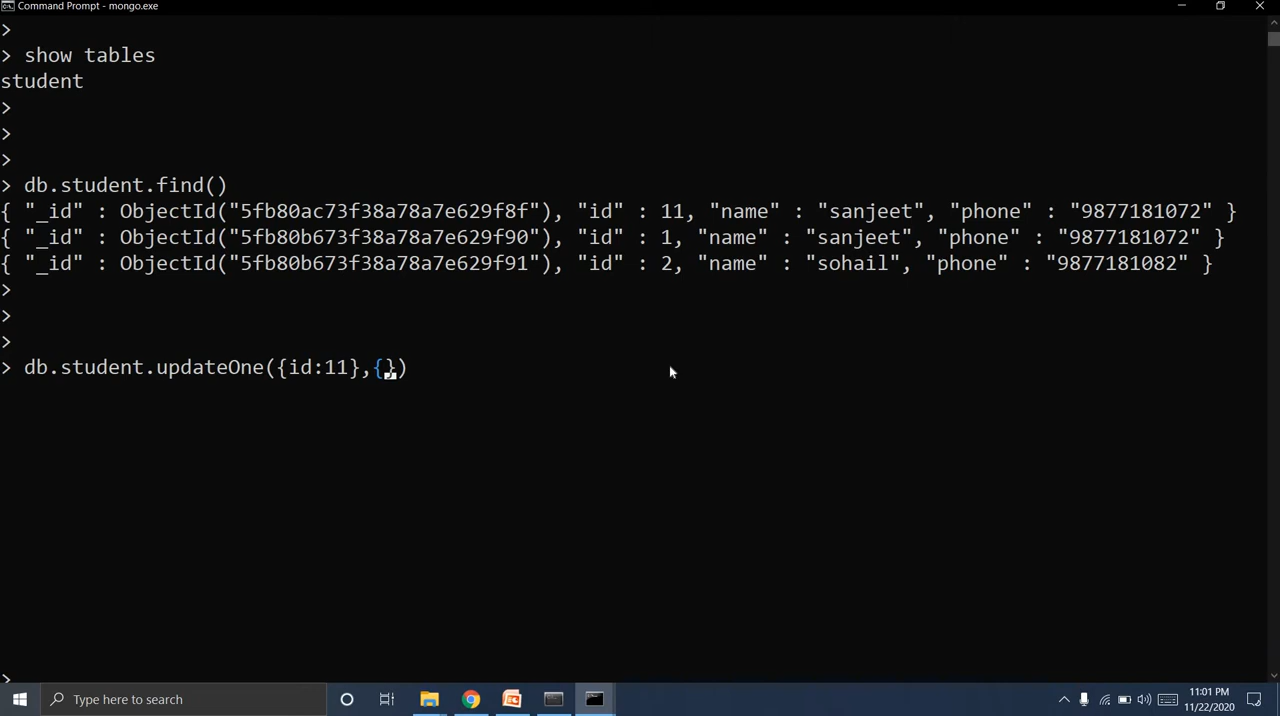 Command Prompt - mongo.exe
>
> show tables
student
>
>
>
> db.student.find()
{ "_id" : ObjectId("5fb80ac73f38a78a7e629f8f"), "id" : 11, "name" : "sanjeet", "phone" : "9877181072" }
{ "_id" : ObjectId("5fb80b673f38a78a7e629f90"), "id" : 1, "name" : "sanjeet", "phone" : "9877181072" }
{ "_id" : ObjectId("5fb80b673f38a78a7e629f91"), "id" : 2, "name" : "sohail", "phone" : "9877181082" }
>
>
>
> db.student.updateOne({id:11},{})
>
Type here to search
11:01 PM
11/22/2020